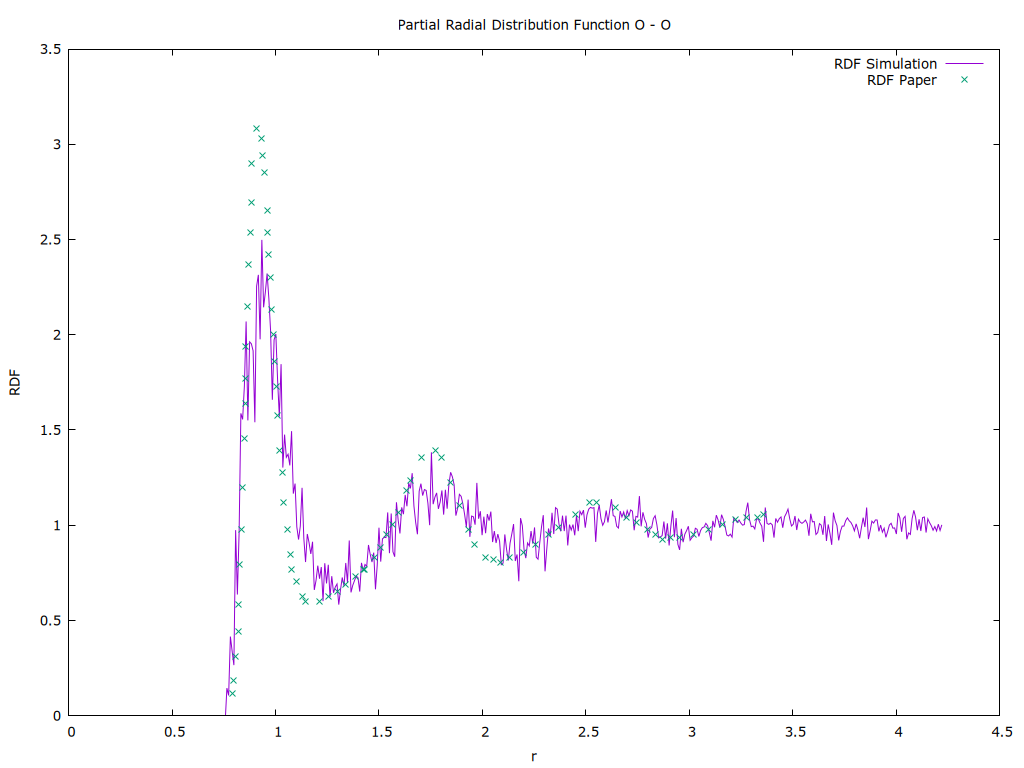 Partial Radial Distribution Function O - O
RDF Simulation
RDF Paper
3.5
3
2.5
2
1.5
1
0.5
0
RDF
0 0.5 1 1.5 2 2.5 3 3.5 4 4.5
r